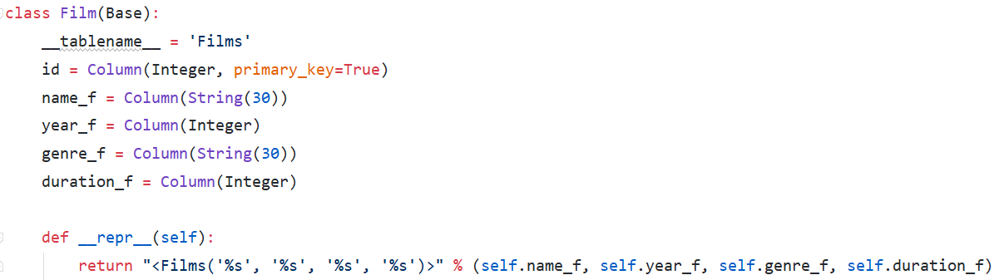 class Film(Base):
    __tablename__ = 'Films'
    id = Column(Integer, primary_key=True)
    name_f = Column(String(30))
    year_f = Column(Integer)
    genre_f = Column(String(30))
    duration_f = Column(Integer)

    def __repr__(self):
        return "<Films('%s', '%s', '%s', '%s')>" % (self.name_f, self.year_f, self.genre_f, self.duration_f)